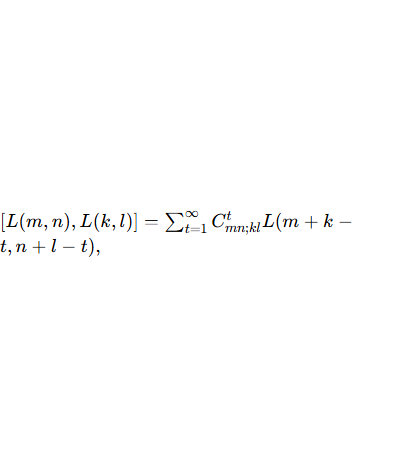 [L(m, n), L(k, l)] = ∑_{t=1}^{∞} C^{t}_{mn;kl} L(m + k −
t, n + l − t),